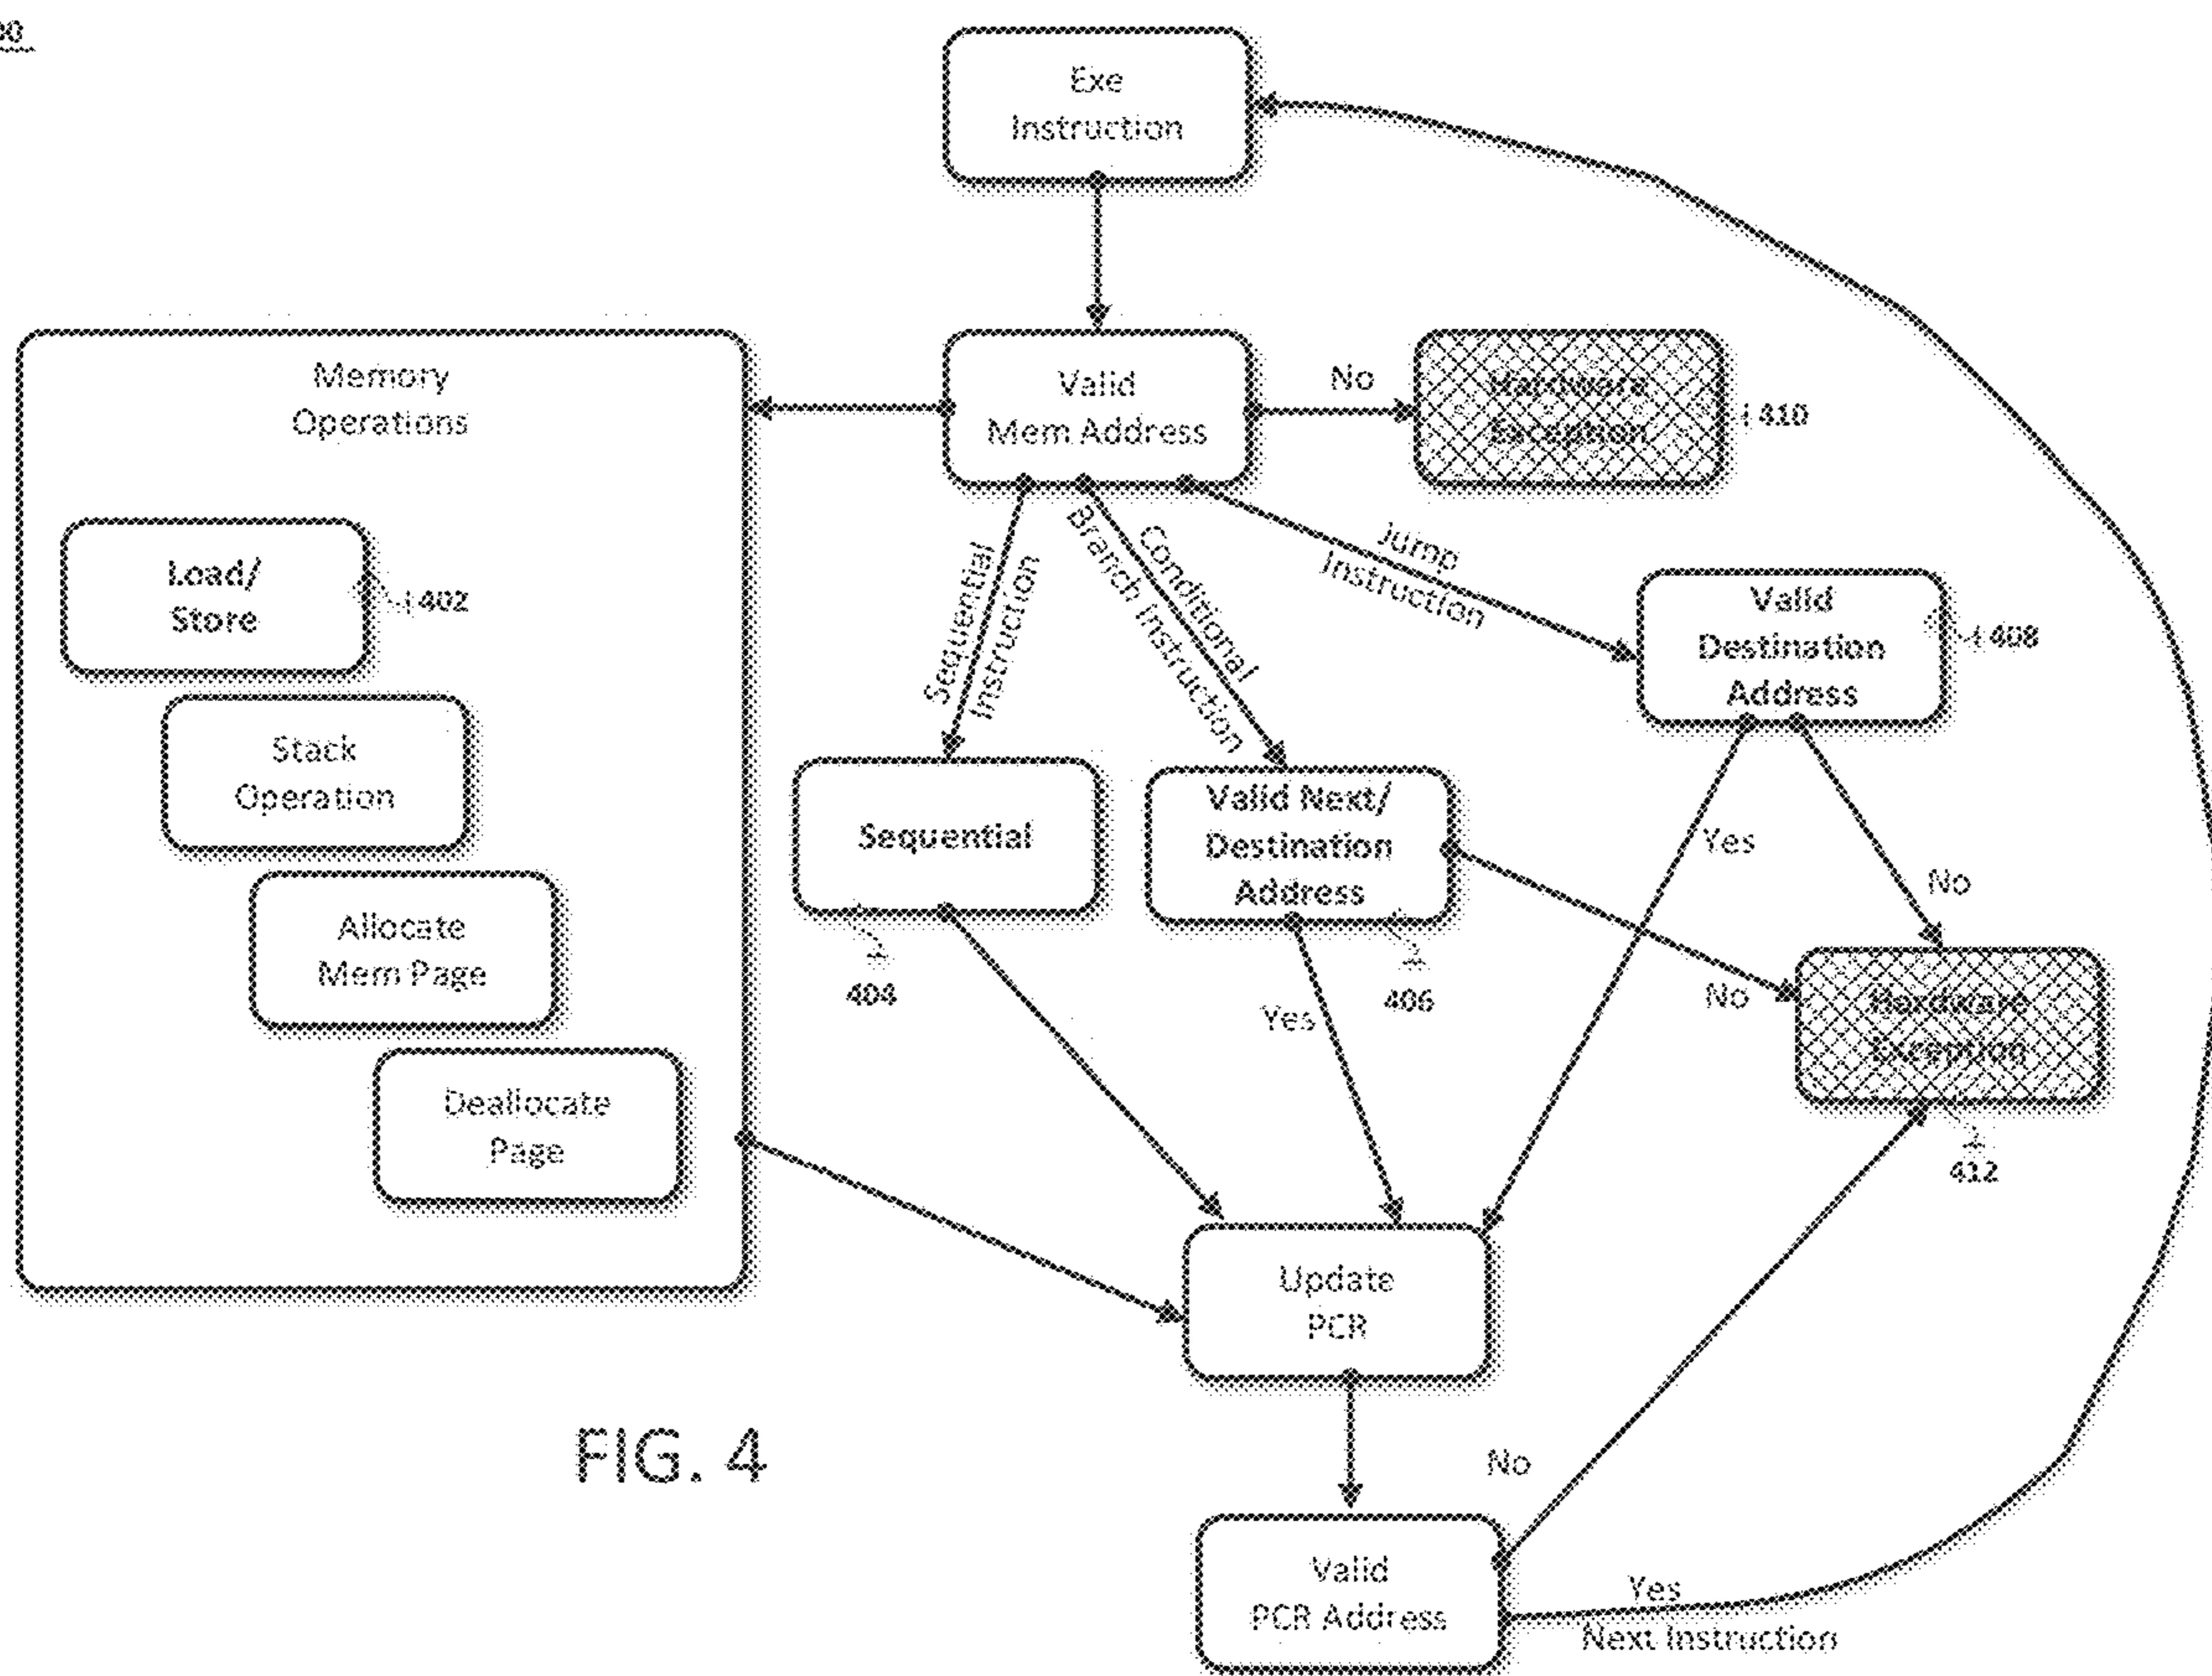 Exe
Instruction
Memory
Operations
Valid
Mem Address
No
Hardware
Exception
410
Load/
Store
402
Sequential
Instruction
Conditional
Branch Instruction
Jump
Instruction
Valid
Destination
Address
408
Stack
Operation
Sequential
404
Valid Next/
Destination
Address
406
Yes
No
Allocate
Mem Page
Yes
No
Hardware
Exception
412
Deallocate
Page
Update
PCR
FIG. 4
No
Valid
PCR Address
Yes
Next Instruction